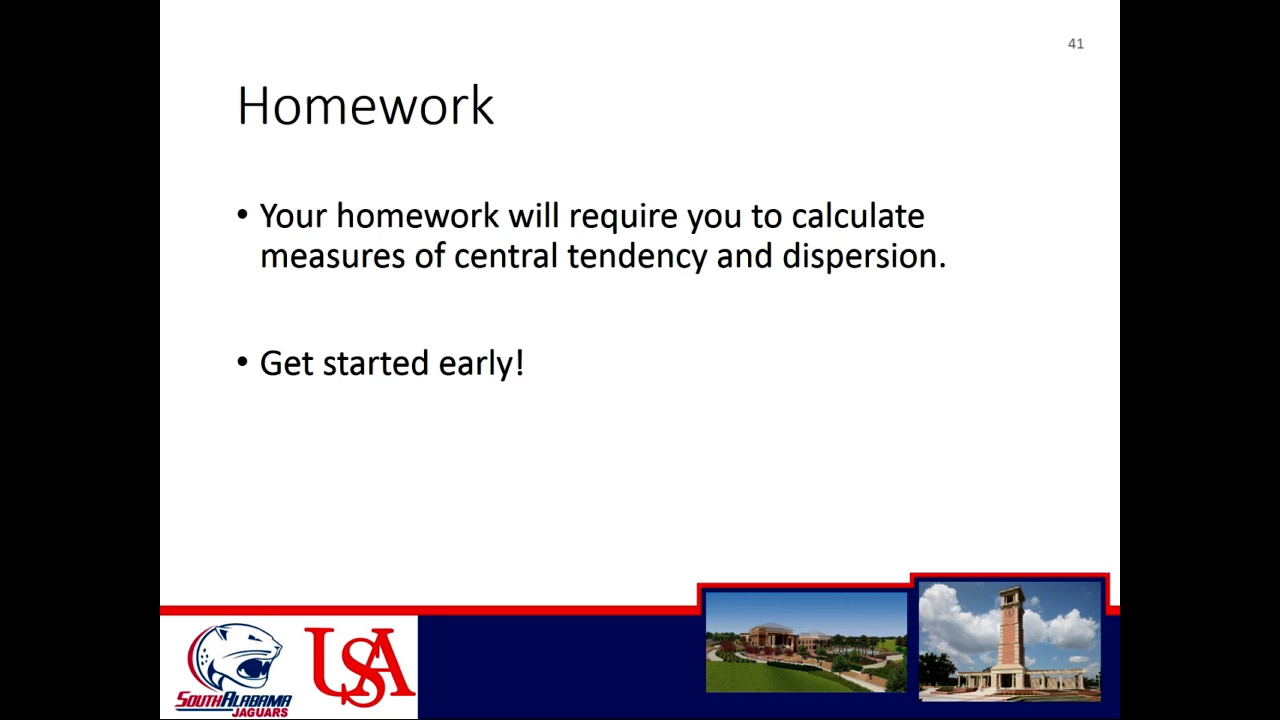 41
Homework
• Your homework will require you to calculate
measures of central tendency and dispersion.
• Get started early!
SOUTH ALABAMA
JAGUARS
USA